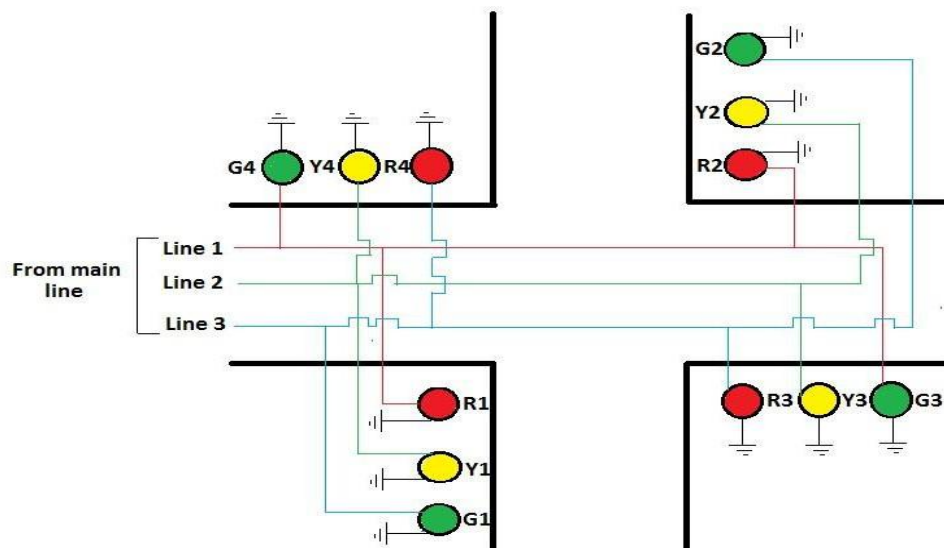 G2
Y2
R2
G4 Y4 R4
From main
line
Line 1
Line 2
Line 3
R1
Y1
G1
R3 Y3 G3